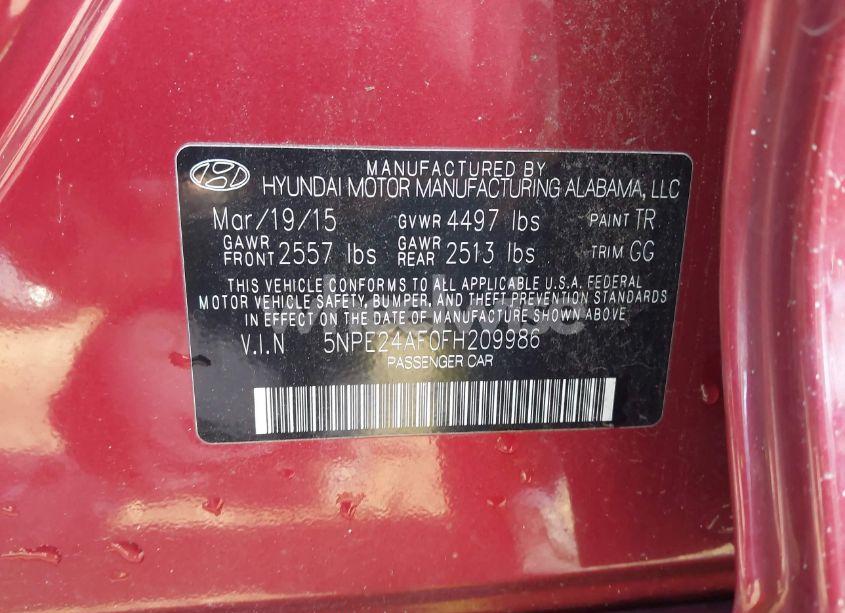 MANUFACTURED BY
HYUNDAI MOTOR MANUFACTURING ALABAMA, LLC
Mar/19/15 GVWR 4497 lbs PAINT TR
GAWR FRONT 2557 lbs GAWR REAR 2513 lbs TRIM GG
THIS VEHICLE CONFORMS TO ALL APPLICABLE U.S.A. FEDERAL
MOTOR VEHICLE SAFETY, BUMPER, AND THEFT PREVENTION STANDARDS
IN EFFECT ON THE DATE OF MANUFACTURE SHOWN ABOVE.
V.I.N 5NPE24AF0FH209986
PASSENGER CAR